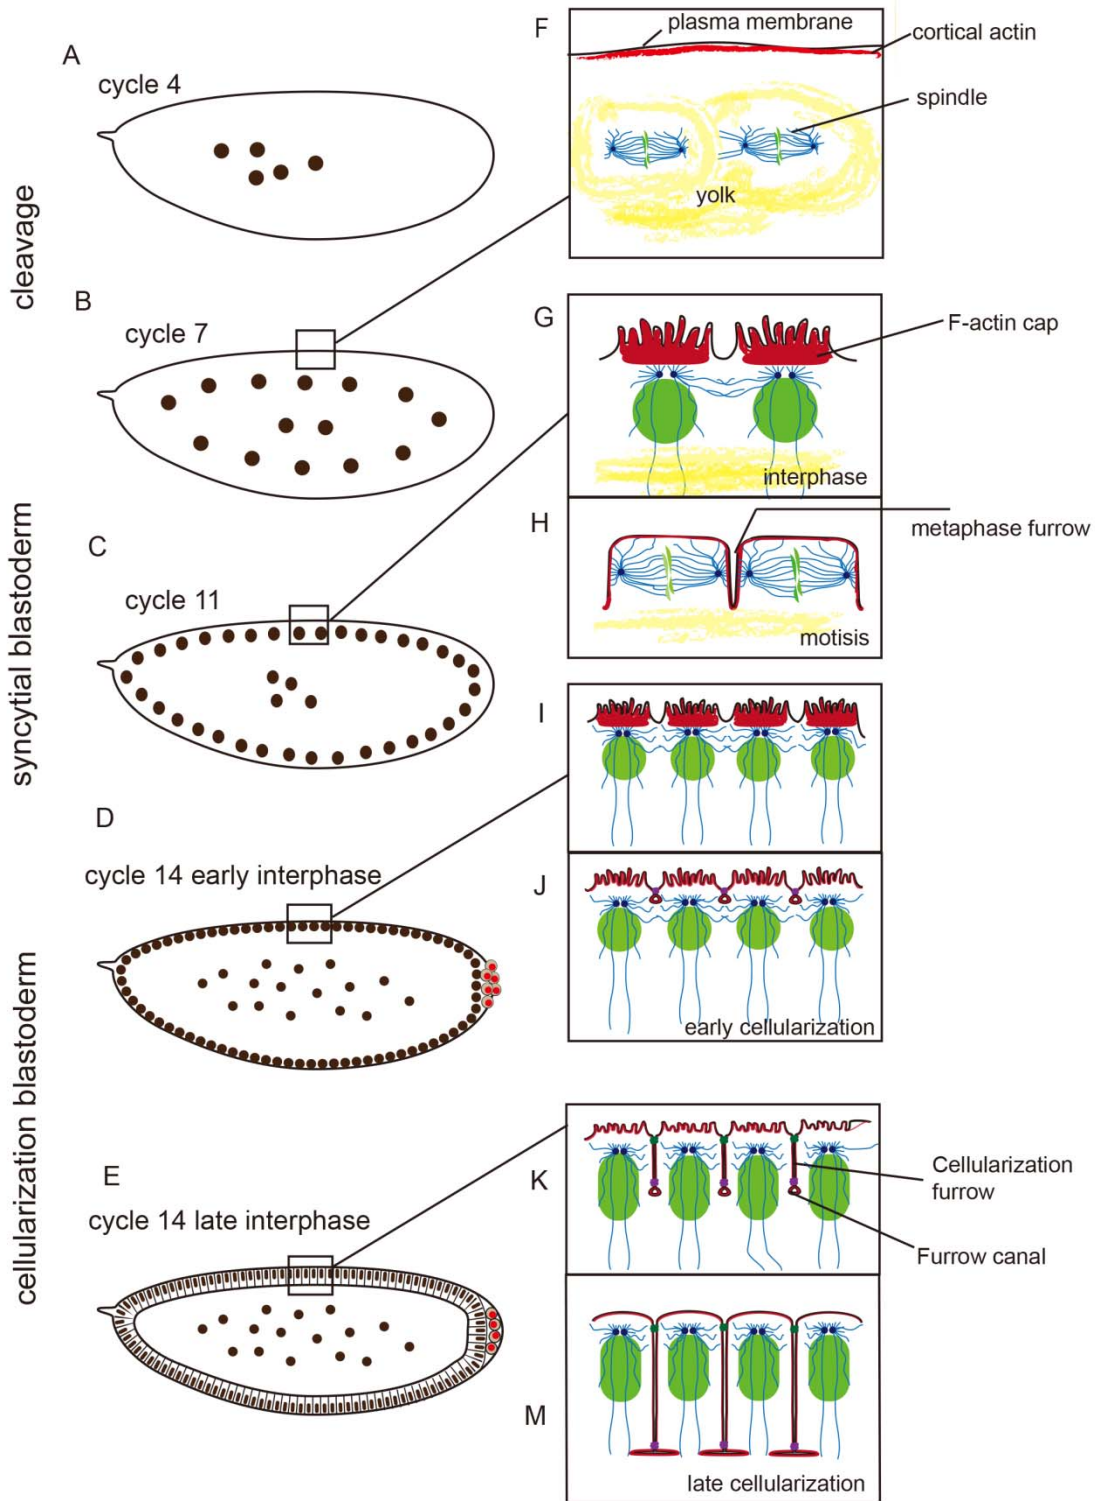 A
cycle 4
cleavage
B
cycle 7
C
cycle 11
syncytial blastoderm
D
cycle 14 early interphase
cellularization blastoderm
E
cycle 14 late interphase
F
plasma membrane
cortical actin
spindle
yolk
G
F-actin cap
interphase
H
metaphase furrow
motisis
I
J
early cellularization
K
Cellularization
furrow
Furrow canal
M
late cellularization